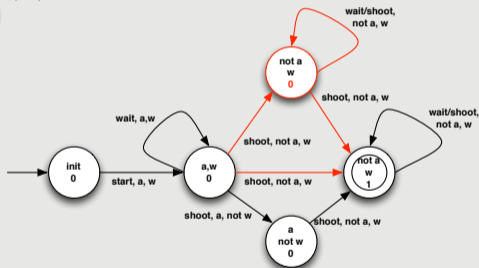 wait/shoot,
not a, w
not a
w
0
shoot, not a, w
wait/shoot,
not a, w
wait, a,w
shoot, not a, w
init
0
start, a, w
a,w
0
shoot, not a, w
not a
w
1
shoot, a, not w
a
not w
0
shoot, not a, w